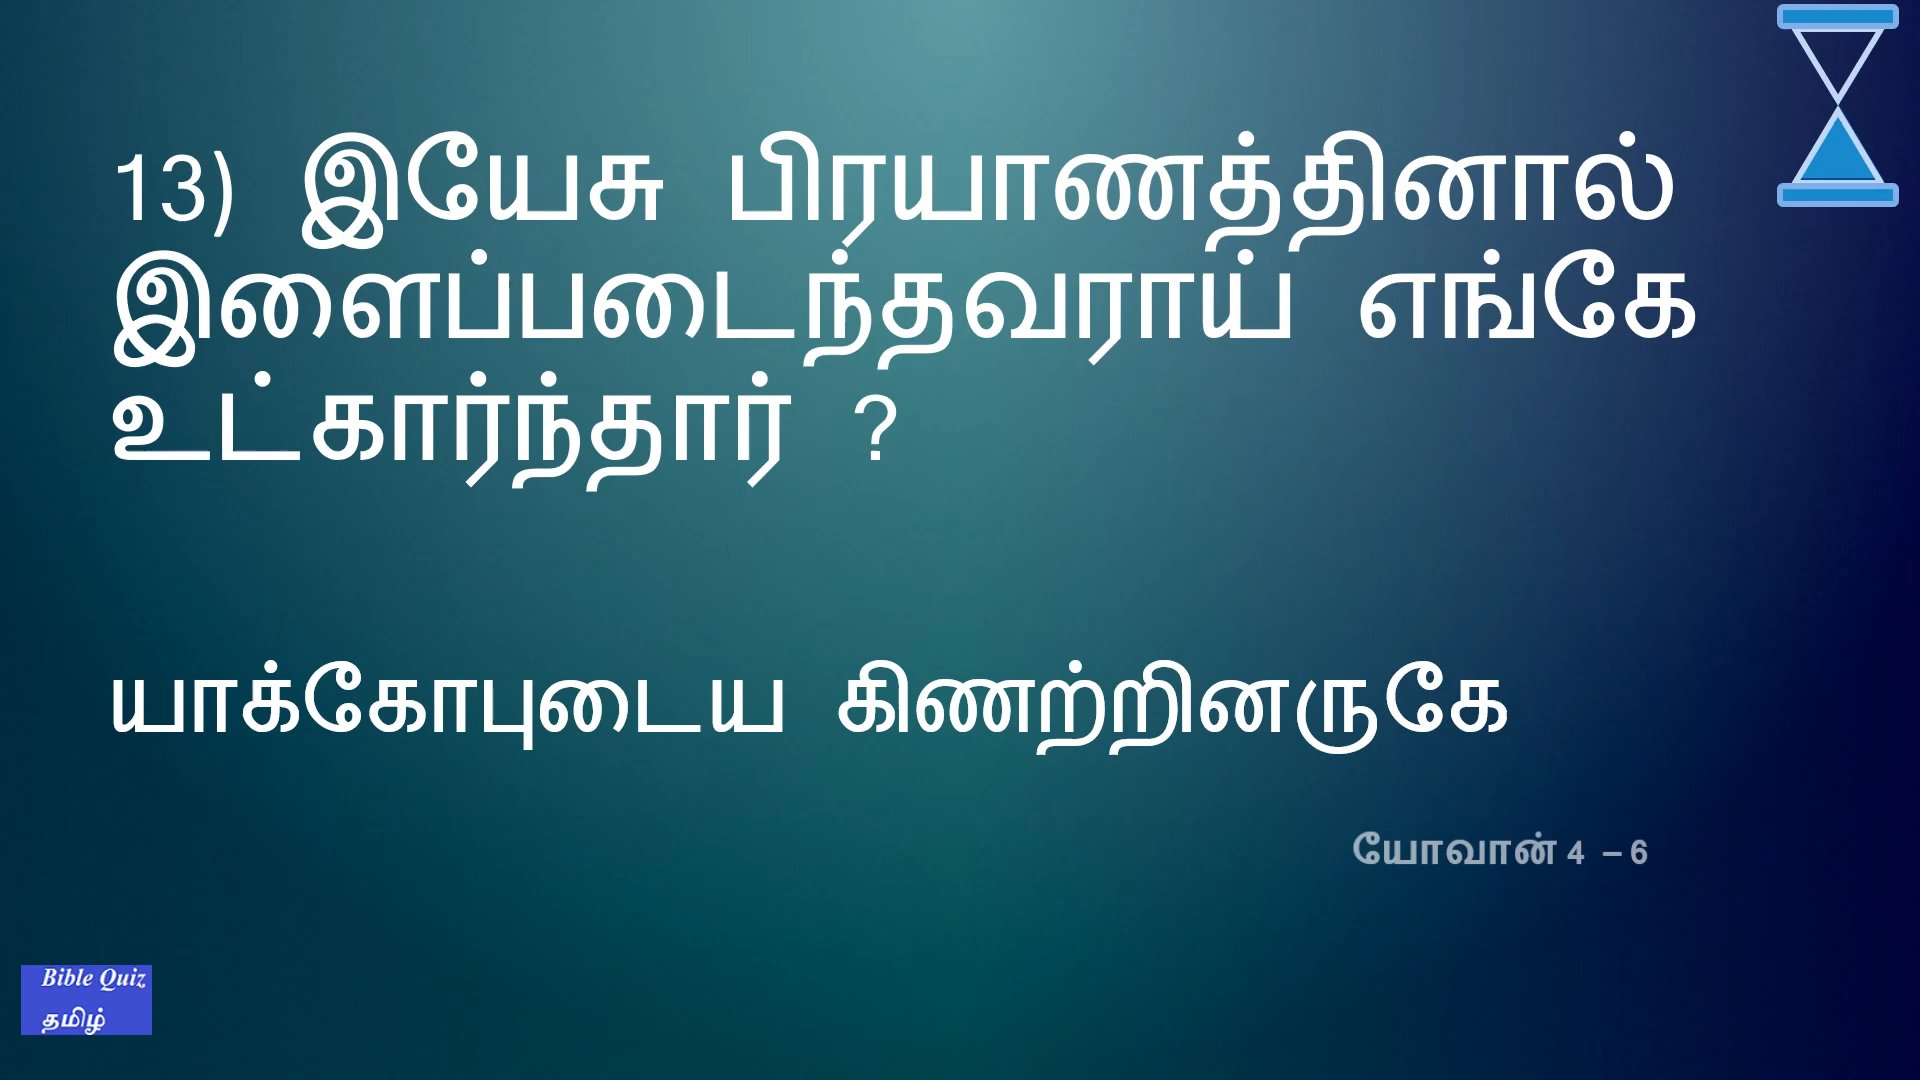 13) இயேசு பிரயாணத்தினால்
இளைப்படைந்தவராய் எங்கே
உட்கார்ந்தார் ?
யாக்கோபுடைய கிணற்றினருகே
யோவான் 4 – 6
Bible Quiz
தமிழ்